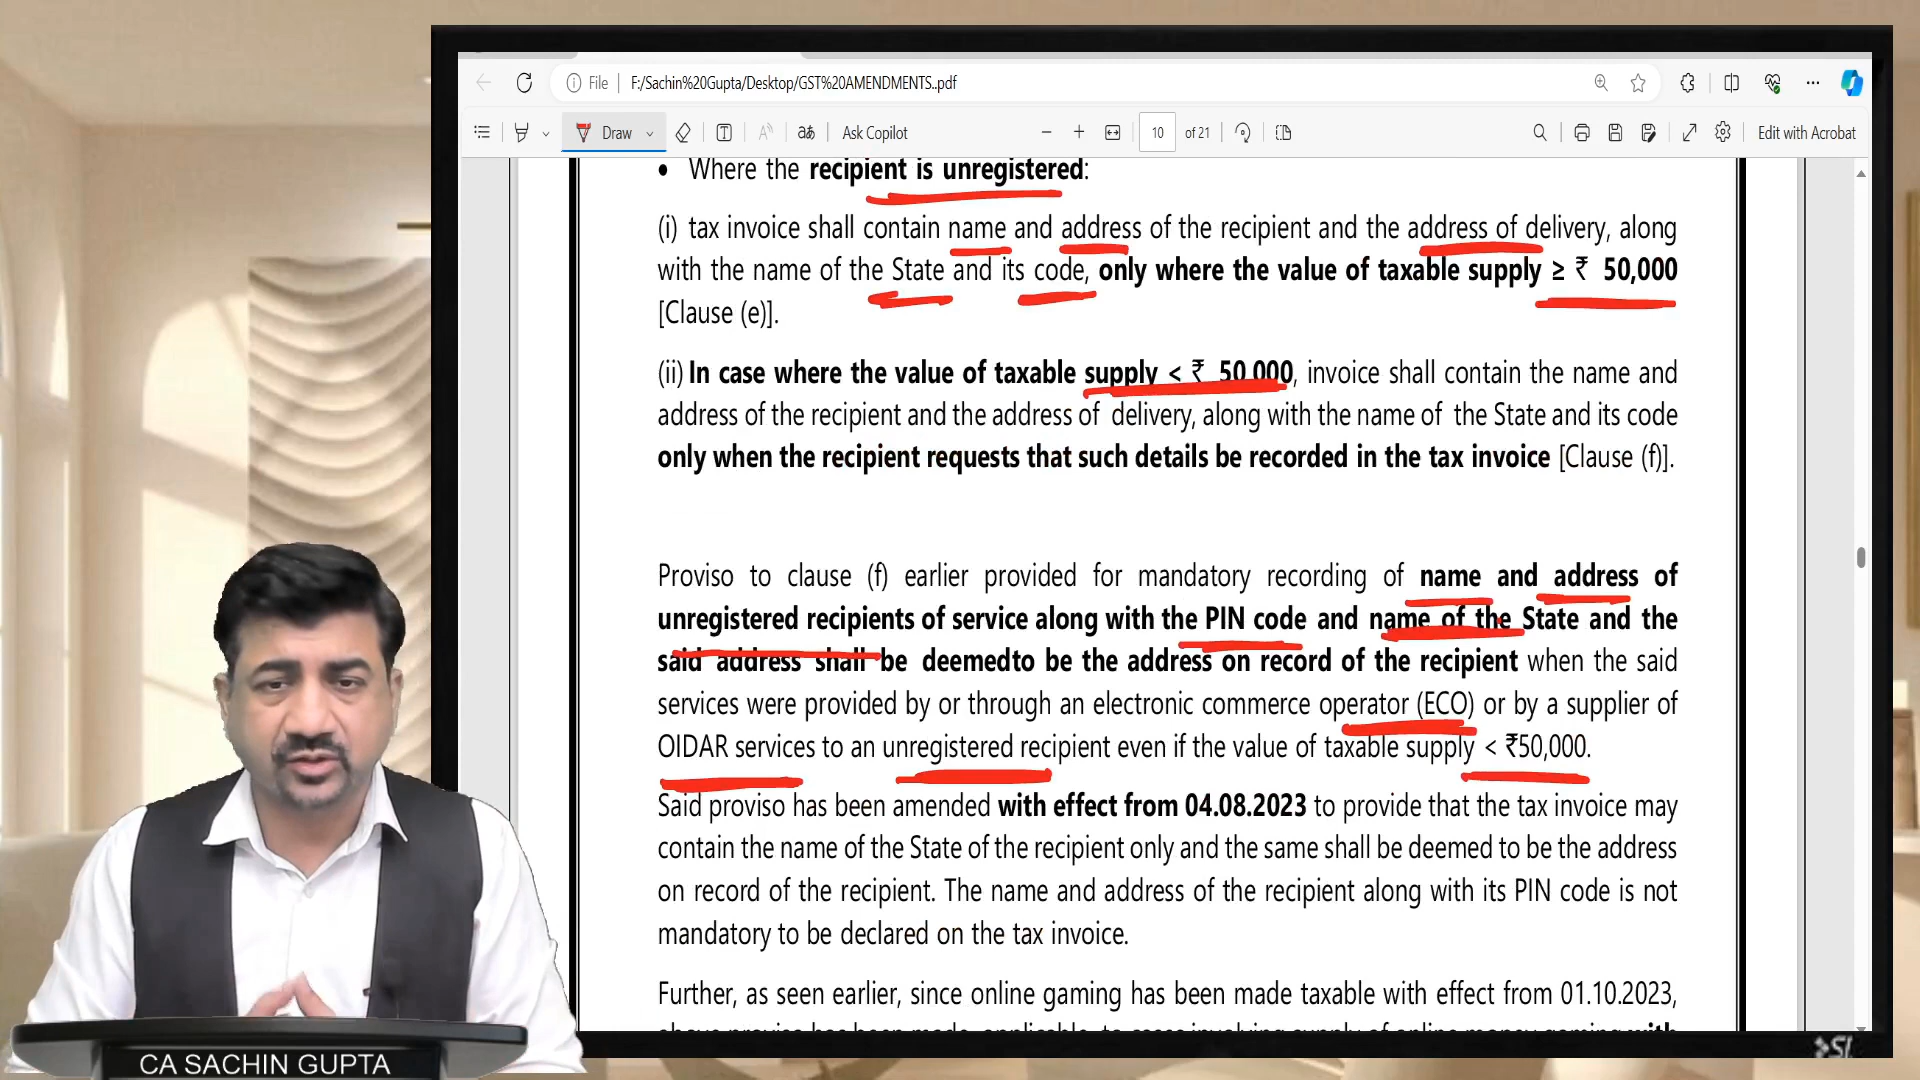 File F:/Sachin%20Gupta/Desktop/GST%20AMENDMENTS..pdf
Draw Ask Copilot 10 of 21 Edit with Acrobat
• Where the recipient is unregistered:
(i) tax invoice shall contain name and address of the recipient and the address of delivery, along
with the name of the State and its code, only where the value of taxable supply ≥ ₹ 50,000
[Clause (e)].
(ii) In case where the value of taxable supply < ₹ 50,000, invoice shall contain the name and
address of the recipient and the address of delivery, along with the name of the State and its code
only when the recipient requests that such details be recorded in the tax invoice [Clause (f)].
Proviso to clause (f) earlier provided for mandatory recording of name and address of
unregistered recipients of service along with the PIN code and name of the State and the
said address shall be deemedto be the address on record of the recipient when the said
services were provided by or through an electronic commerce operator (ECO) or by a supplier of
OIDAR services to an unregistered recipient even if the value of taxable supply < ₹50,000.
Said proviso has been amended with effect from 04.08.2023 to provide that the tax invoice may
contain the name of the State of the recipient only and the same shall be deemed to be the address
on record of the recipient. The name and address of the recipient along with its PIN code is not
mandatory to be declared on the tax invoice.
Further, as seen earlier, since online gaming has been made taxable with effect from 01.10.2023,
CA SACHIN GUPTA